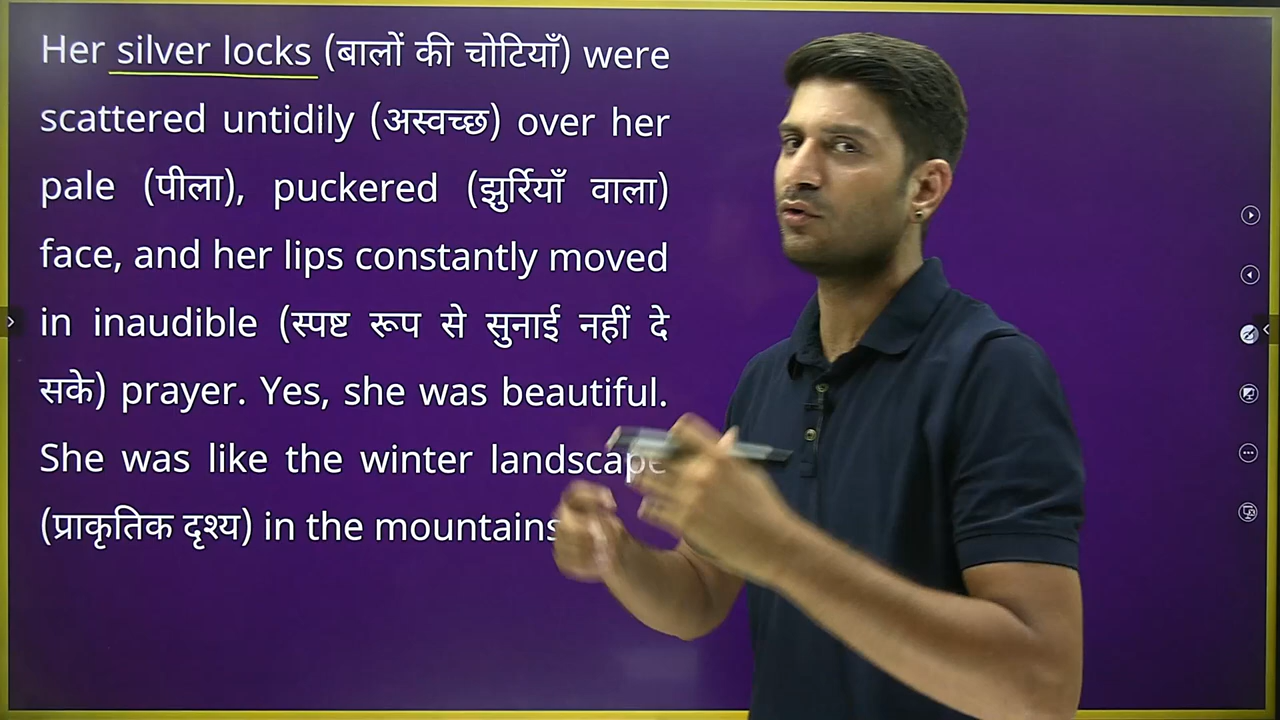 Her silver locks (बालों की चोटियाँ) were
scattered untidily (अस्वच्छ) over her
pale (पीला), puckered (झुर्रियाँ वाला)
face, and her lips constantly moved
in inaudible (स्पष्ट रूप से सुनाई नहीं दे
सके) prayer. Yes, she was beautiful.
She was like the winter landscape
(प्राकृतिक दृश्य) in the mountains